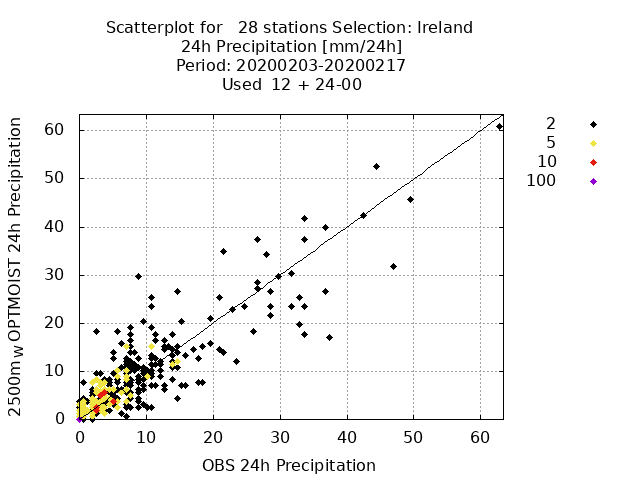 Scatterplot for   28 stations Selection: Ireland
24h Precipitation [mm/24h]
Period: 20200203-20200217
Used  12 + 24-00
2
5
10
100
2500m_W OPTMOIST 24h Precipitation
60
50
40
30
20
10
0
0 10 20 30 40 50 60
OBS 24h Precipitation